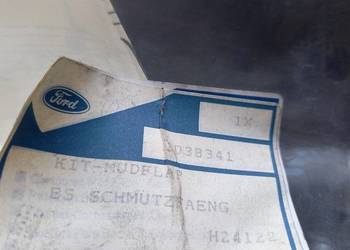 Ford
1X
1038341
KIT-MUDFLAP
BS SCHMUTZFAENG
H24122